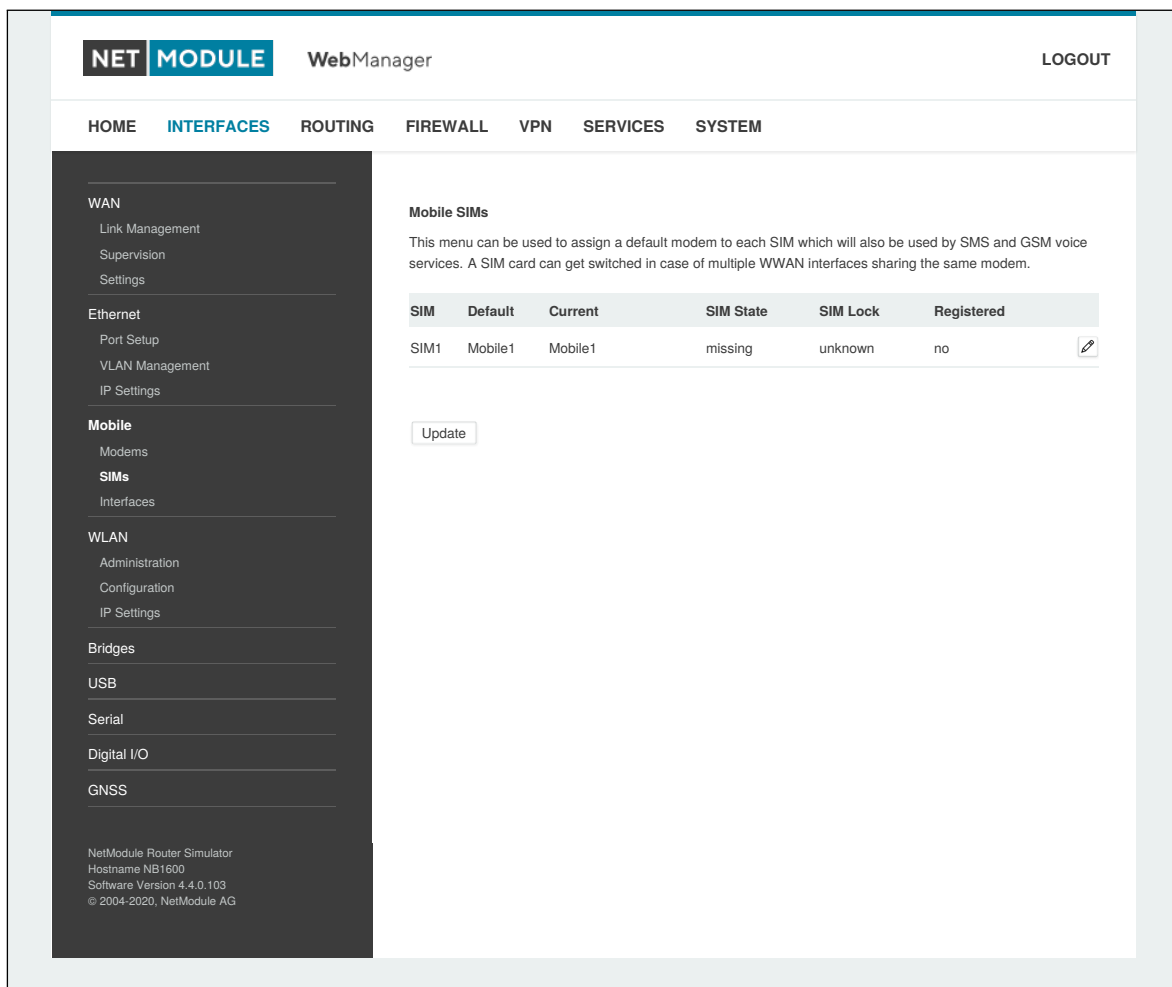 NET MODULE WebManager LOGOUT
HOME INTERFACES ROUTING FIREWALL VPN SERVICES SYSTEM
WAN
Link Management
Supervision
Settings
Ethernet
Port Setup
VLAN Management
IP Settings
Mobile
Modems
SIMs
Interfaces
WLAN
Administration
Configuration
IP Settings
Bridges
USB
Serial
Digital I/O
GNSS
NetModule Router Simulator
Hostname NB1600
Software Version 4.4.0.103
© 2004-2020, NetModule AG
Mobile SIMs
This menu can be used to assign a default modem to each SIM which will also be used by SMS and GSM voice
services. A SIM card can get switched in case of multiple WWAN interfaces sharing the same modem.
SIM Default Current SIM State SIM Lock Registered
SIM1 Mobile1 Mobile1 missing unknown no
Update